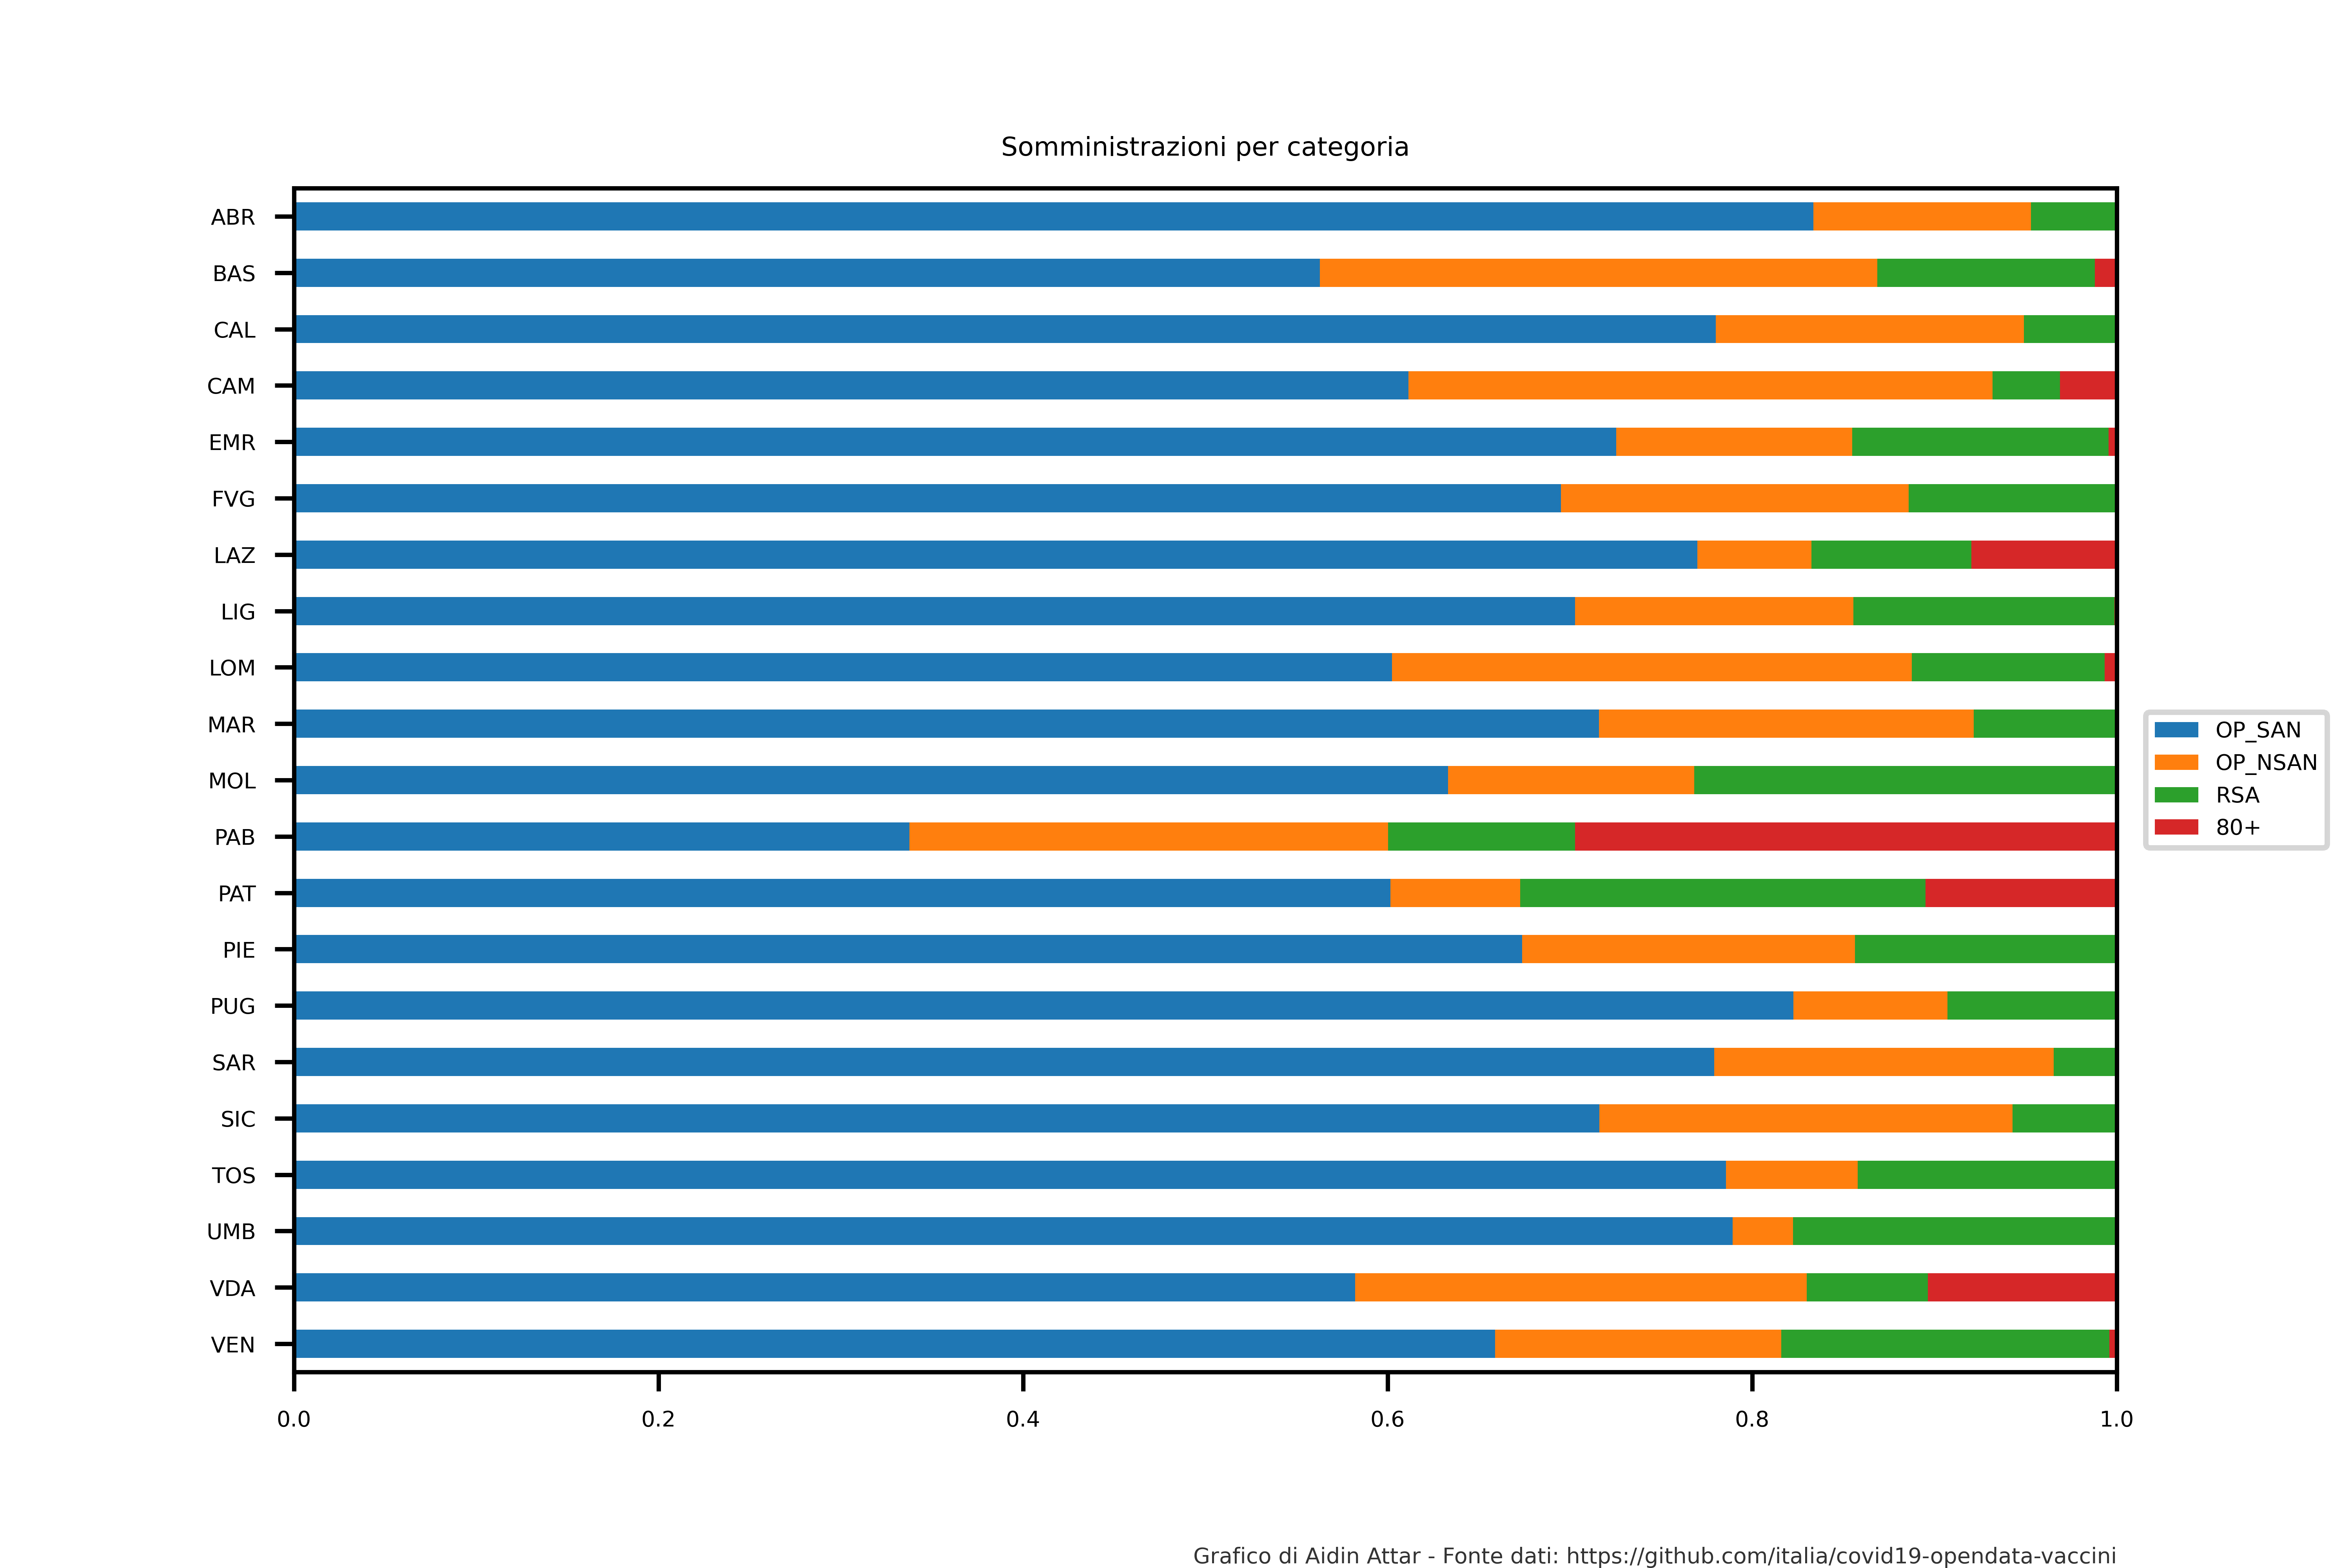 Somministrazioni per categoria
ABR
BAS
CAL
CAM
EMR
FVG
LAZ
LIG
LOM
MAR
MOL
PAB
PAT
PIE
PUG
SAR
SIC
TOS
UMB
VDA
VEN
0.0 0.2 0.4 0.6 0.8 1.0
OP_SAN
OP_NSAN
RSA
80+
Grafico di Aidin Attar - Fonte dati: https://github.com/italia/covid19-opendata-vaccini